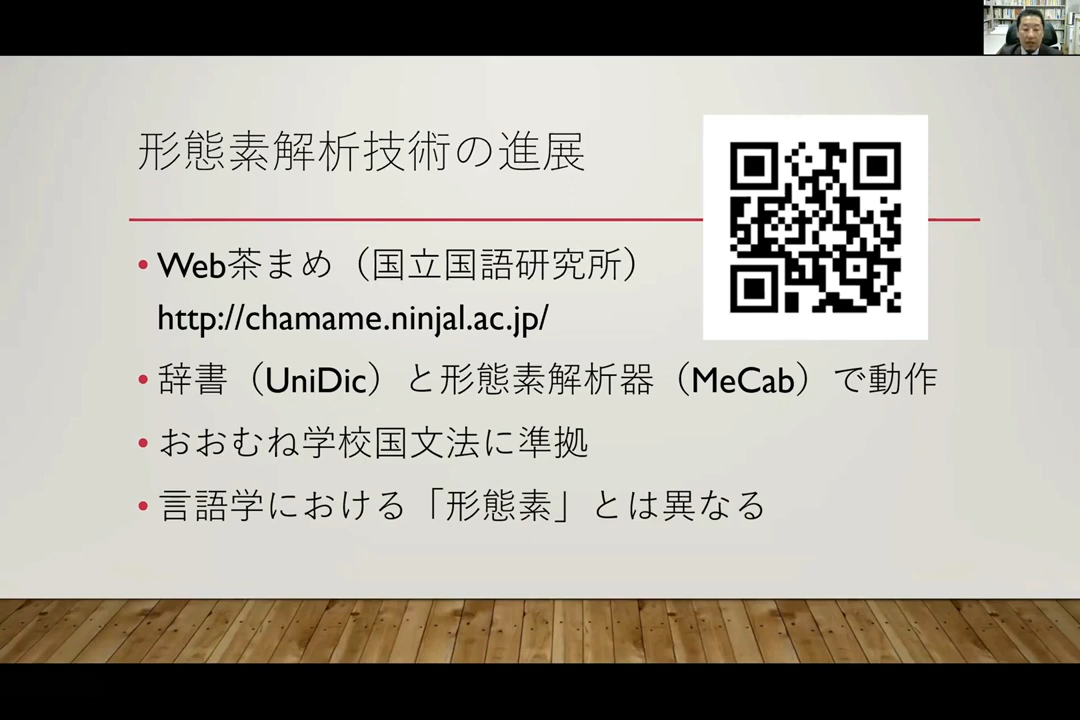 形態素解析技術の進展
• Web茶まめ（国立国語研究所）
http://chamame.ninjal.ac.jp/
• 辞書（UniDic）と形態素解析器（MeCab）で動作
• おおむね学校国文法に準拠
• 言語学における「形態素」とは異なる